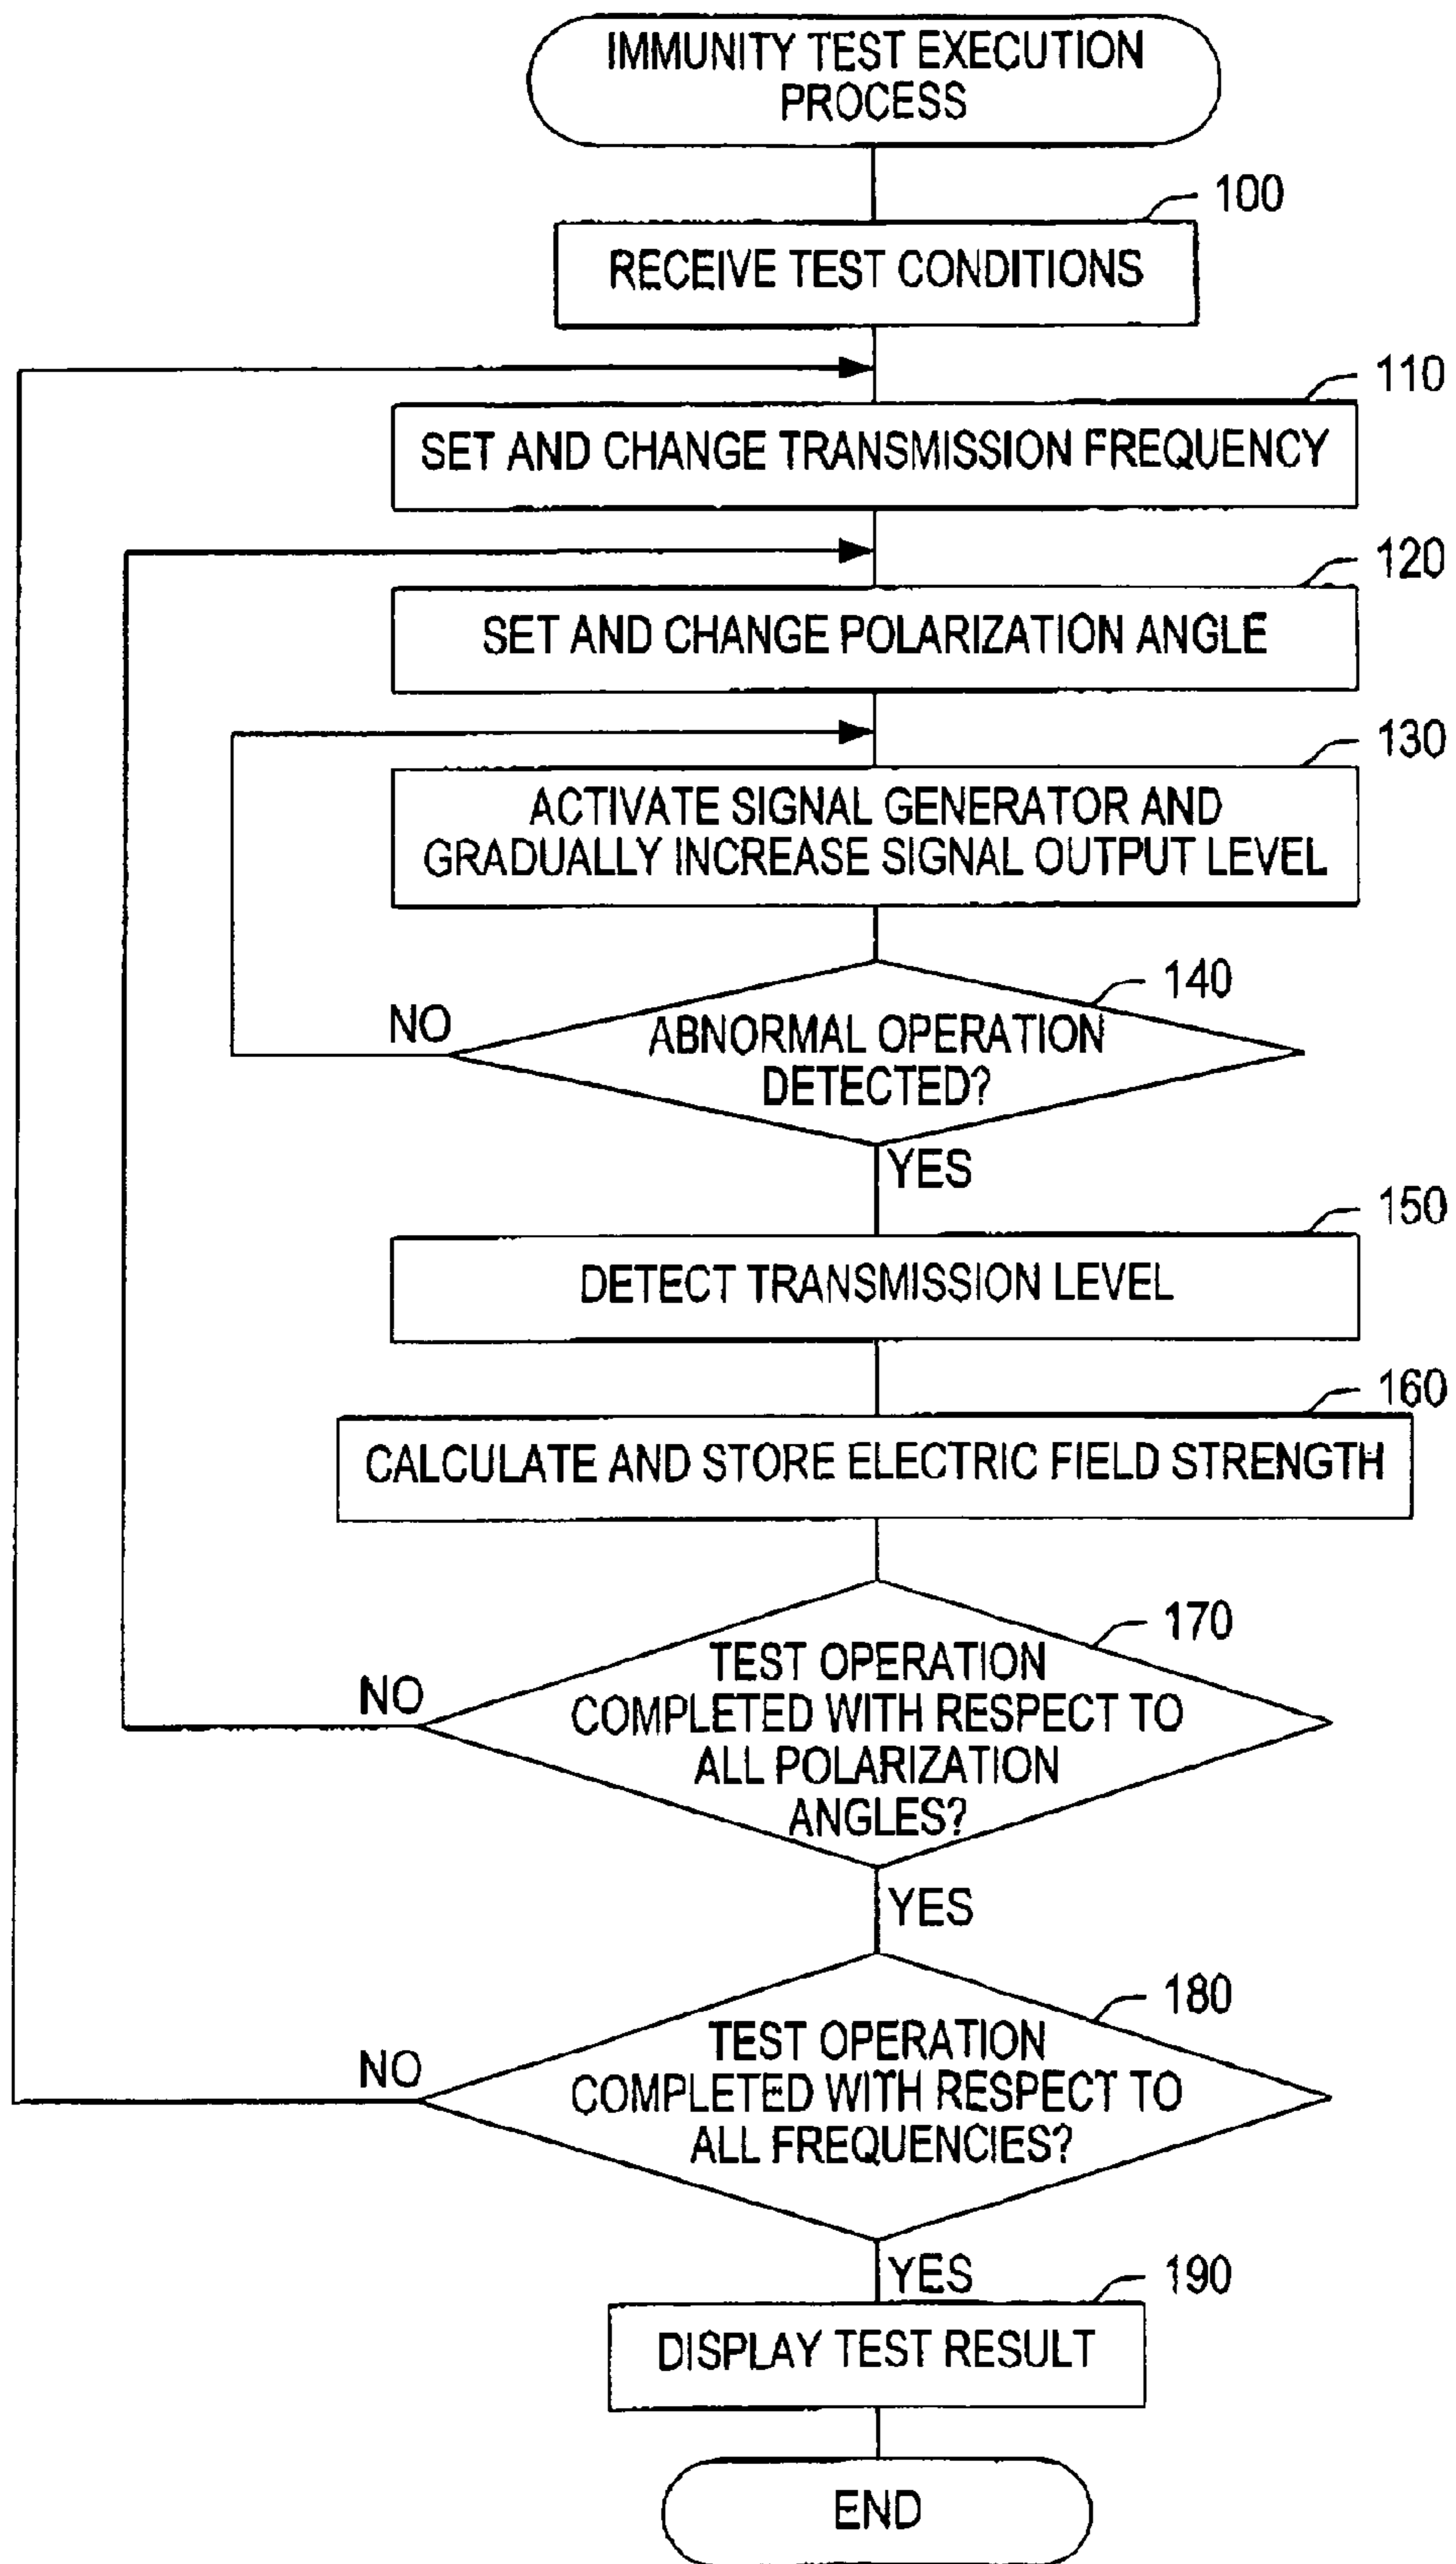 IMMUNITY TEST EXECUTION
PROCESS
100
RECEIVE TEST CONDITIONS
110
SET AND CHANGE TRANSMISSION FREQUENCY
120
SET AND CHANGE POLARIZATION ANGLE
130
ACTIVATE SIGNAL GENERATOR AND
GRADUALLY INCREASE SIGNAL OUTPUT LEVEL
140
NO
ABNORMAL OPERATION
DETECTED?
YES
150
DETECT TRANSMISSION LEVEL
160
CALCULATE AND STORE ELECTRIC FIELD STRENGTH
170
NO
TEST OPERATION
COMPLETED WITH RESPECT TO
ALL POLARIZATION
ANGLES?
YES
180
NO
TEST OPERATION
COMPLETED WITH RESPECT TO
ALL FREQUENCIES?
YES
190
DISPLAY TEST RESULT
END